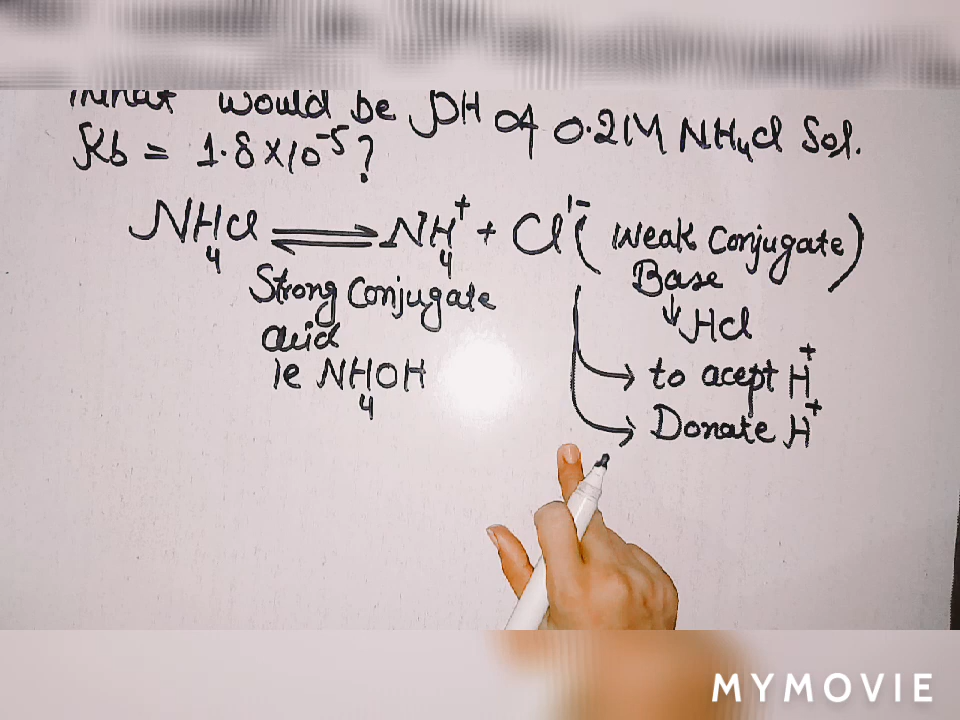 What would be pH of 0.2M NH4Cl Sol.
Kb = 1.8×10⁻⁵?
NH4Cl ⇌ NH4⁺ + Cl¹⁻ ( Weak Conjugate )
Base
Strong Conjugate
acid
ie NH4OH
↓ HCl
→ to acept H⁺
→ Donate H⁺
MYMOVIE